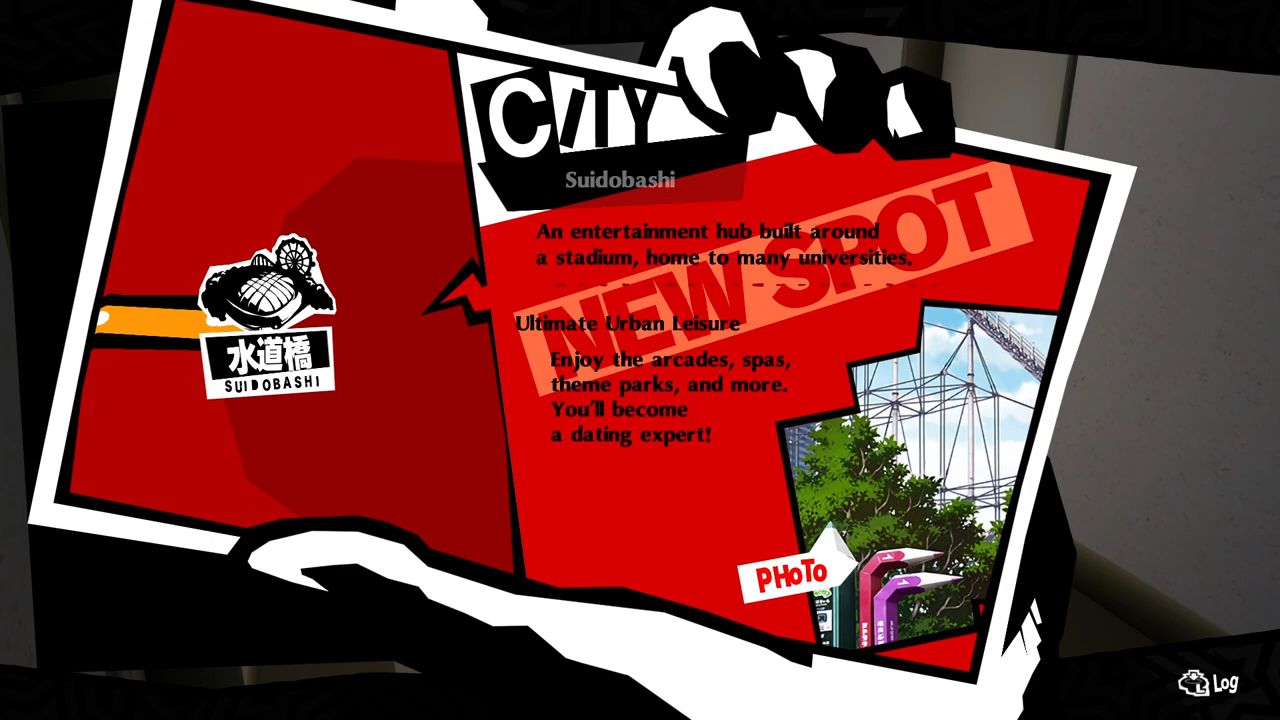 CITY
Suidobashi
NEW SPOT
An entertainment hub built around
a stadium, home to many universities.
Ultimate Urban Leisure
Enjoy the arcades, spas,
theme parks, and more.
You'll become
a dating expert!
水道橋
SUIDOBASHI
PHOTO
Log